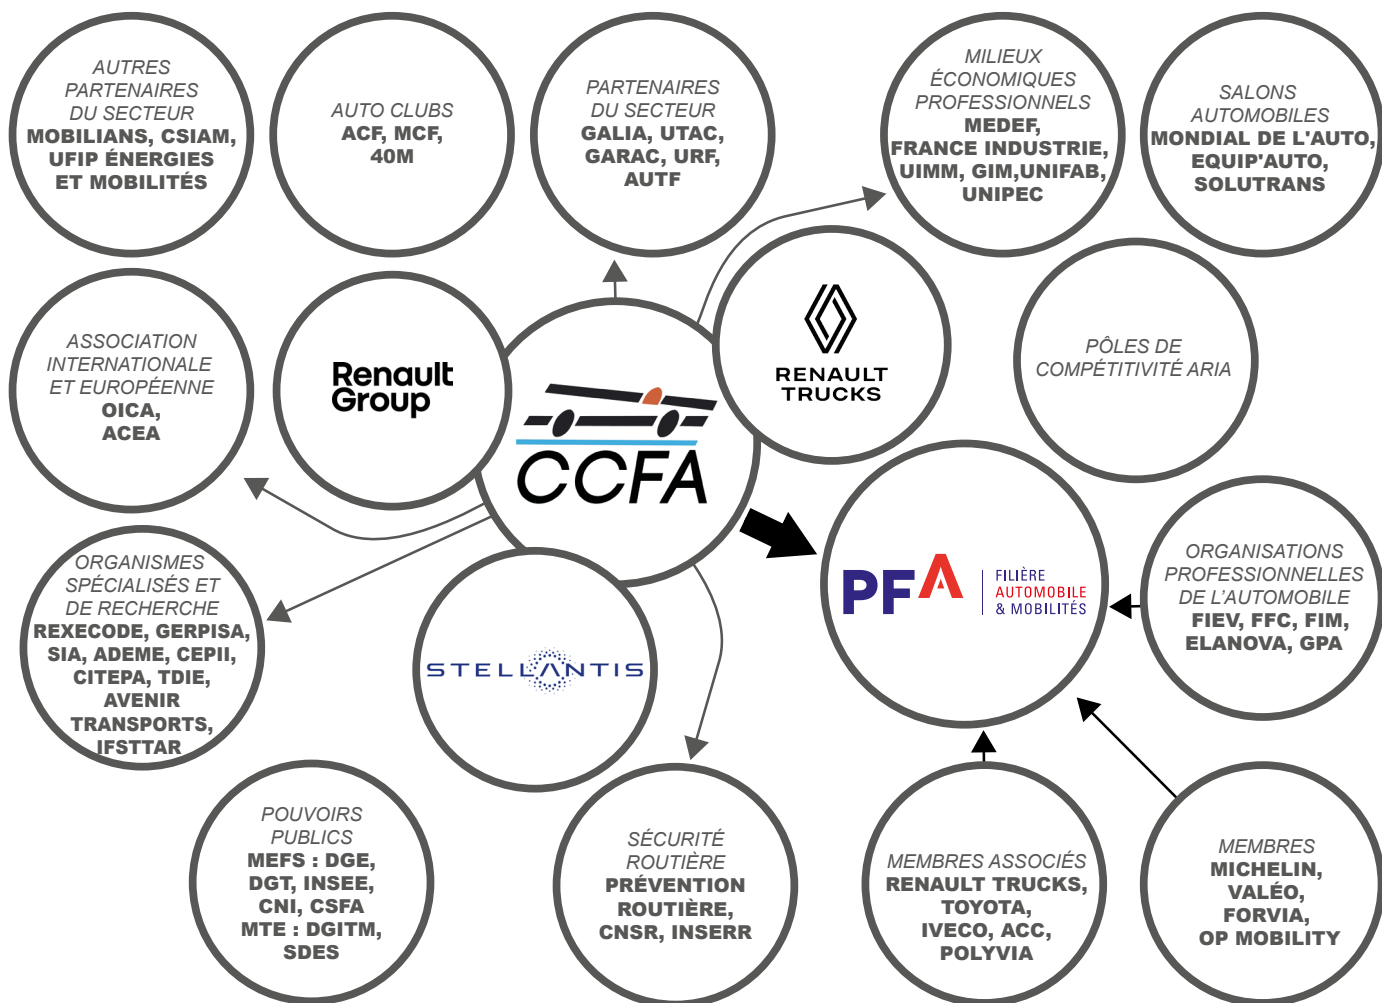 AUTRES
PARTENAIRES
DU SECTEUR
MOBILIANS, CSIAM,
UFIP ÉNERGIES
ET MOBILITÉS
AUTO CLUBS
ACF, MCF,
40M
PARTENAIRES
DU SECTEUR
GALIA, UTAC,
GARAC, URF,
AUTF
MILIEUX
ÉCONOMIQUES
PROFESSIONNELS
MEDEF,
FRANCE INDUSTRIE,
UIMM, GIM,UNIFAB,
UNIPEC
SALONS
AUTOMOBILES
MONDIAL DE L'AUTO,
EQUIP'AUTO,
SOLUTRANS
ASSOCIATION
INTERNATIONALE
ET EUROPÉENNE
OICA,
ACEA
Renault
Group
CCFA
RENAULT
TRUCKS
PÔLES DE
COMPÉTITIVITÉ ARIA
ORGANISMES
SPÉCIALISÉS ET
DE RECHERCHE
REXECODE, GERPISA,
SIA, ADEME, CEPII,
CITEPA, TDIE,
AVENIR
TRANSPORTS,
IFSTTAR
STELLANTIS
PFA
FILIÈRE
AUTOMOBILE
& MOBILITÉS
ORGANISATIONS
PROFESSIONNELLES
DE L’AUTOMOBILE
FIEV, FFC, FIM,
ELANOVA, GPA
POUVOIRS
PUBLICS
MEFS : DGE,
DGT, INSEE,
CNI, CSFA
MTE : DGITM,
SDES
SÉCURITÉ
ROUTIÈRE
PRÉVENTION
ROUTIÈRE,
CNSR, INSERR
MEMBRES ASSOCIÉS
RENAULT TRUCKS,
TOYOTA,
IVECO, ACC,
POLYVIA
MEMBRES
MICHELIN,
VALÉO,
FORVIA,
OP MOBILITY